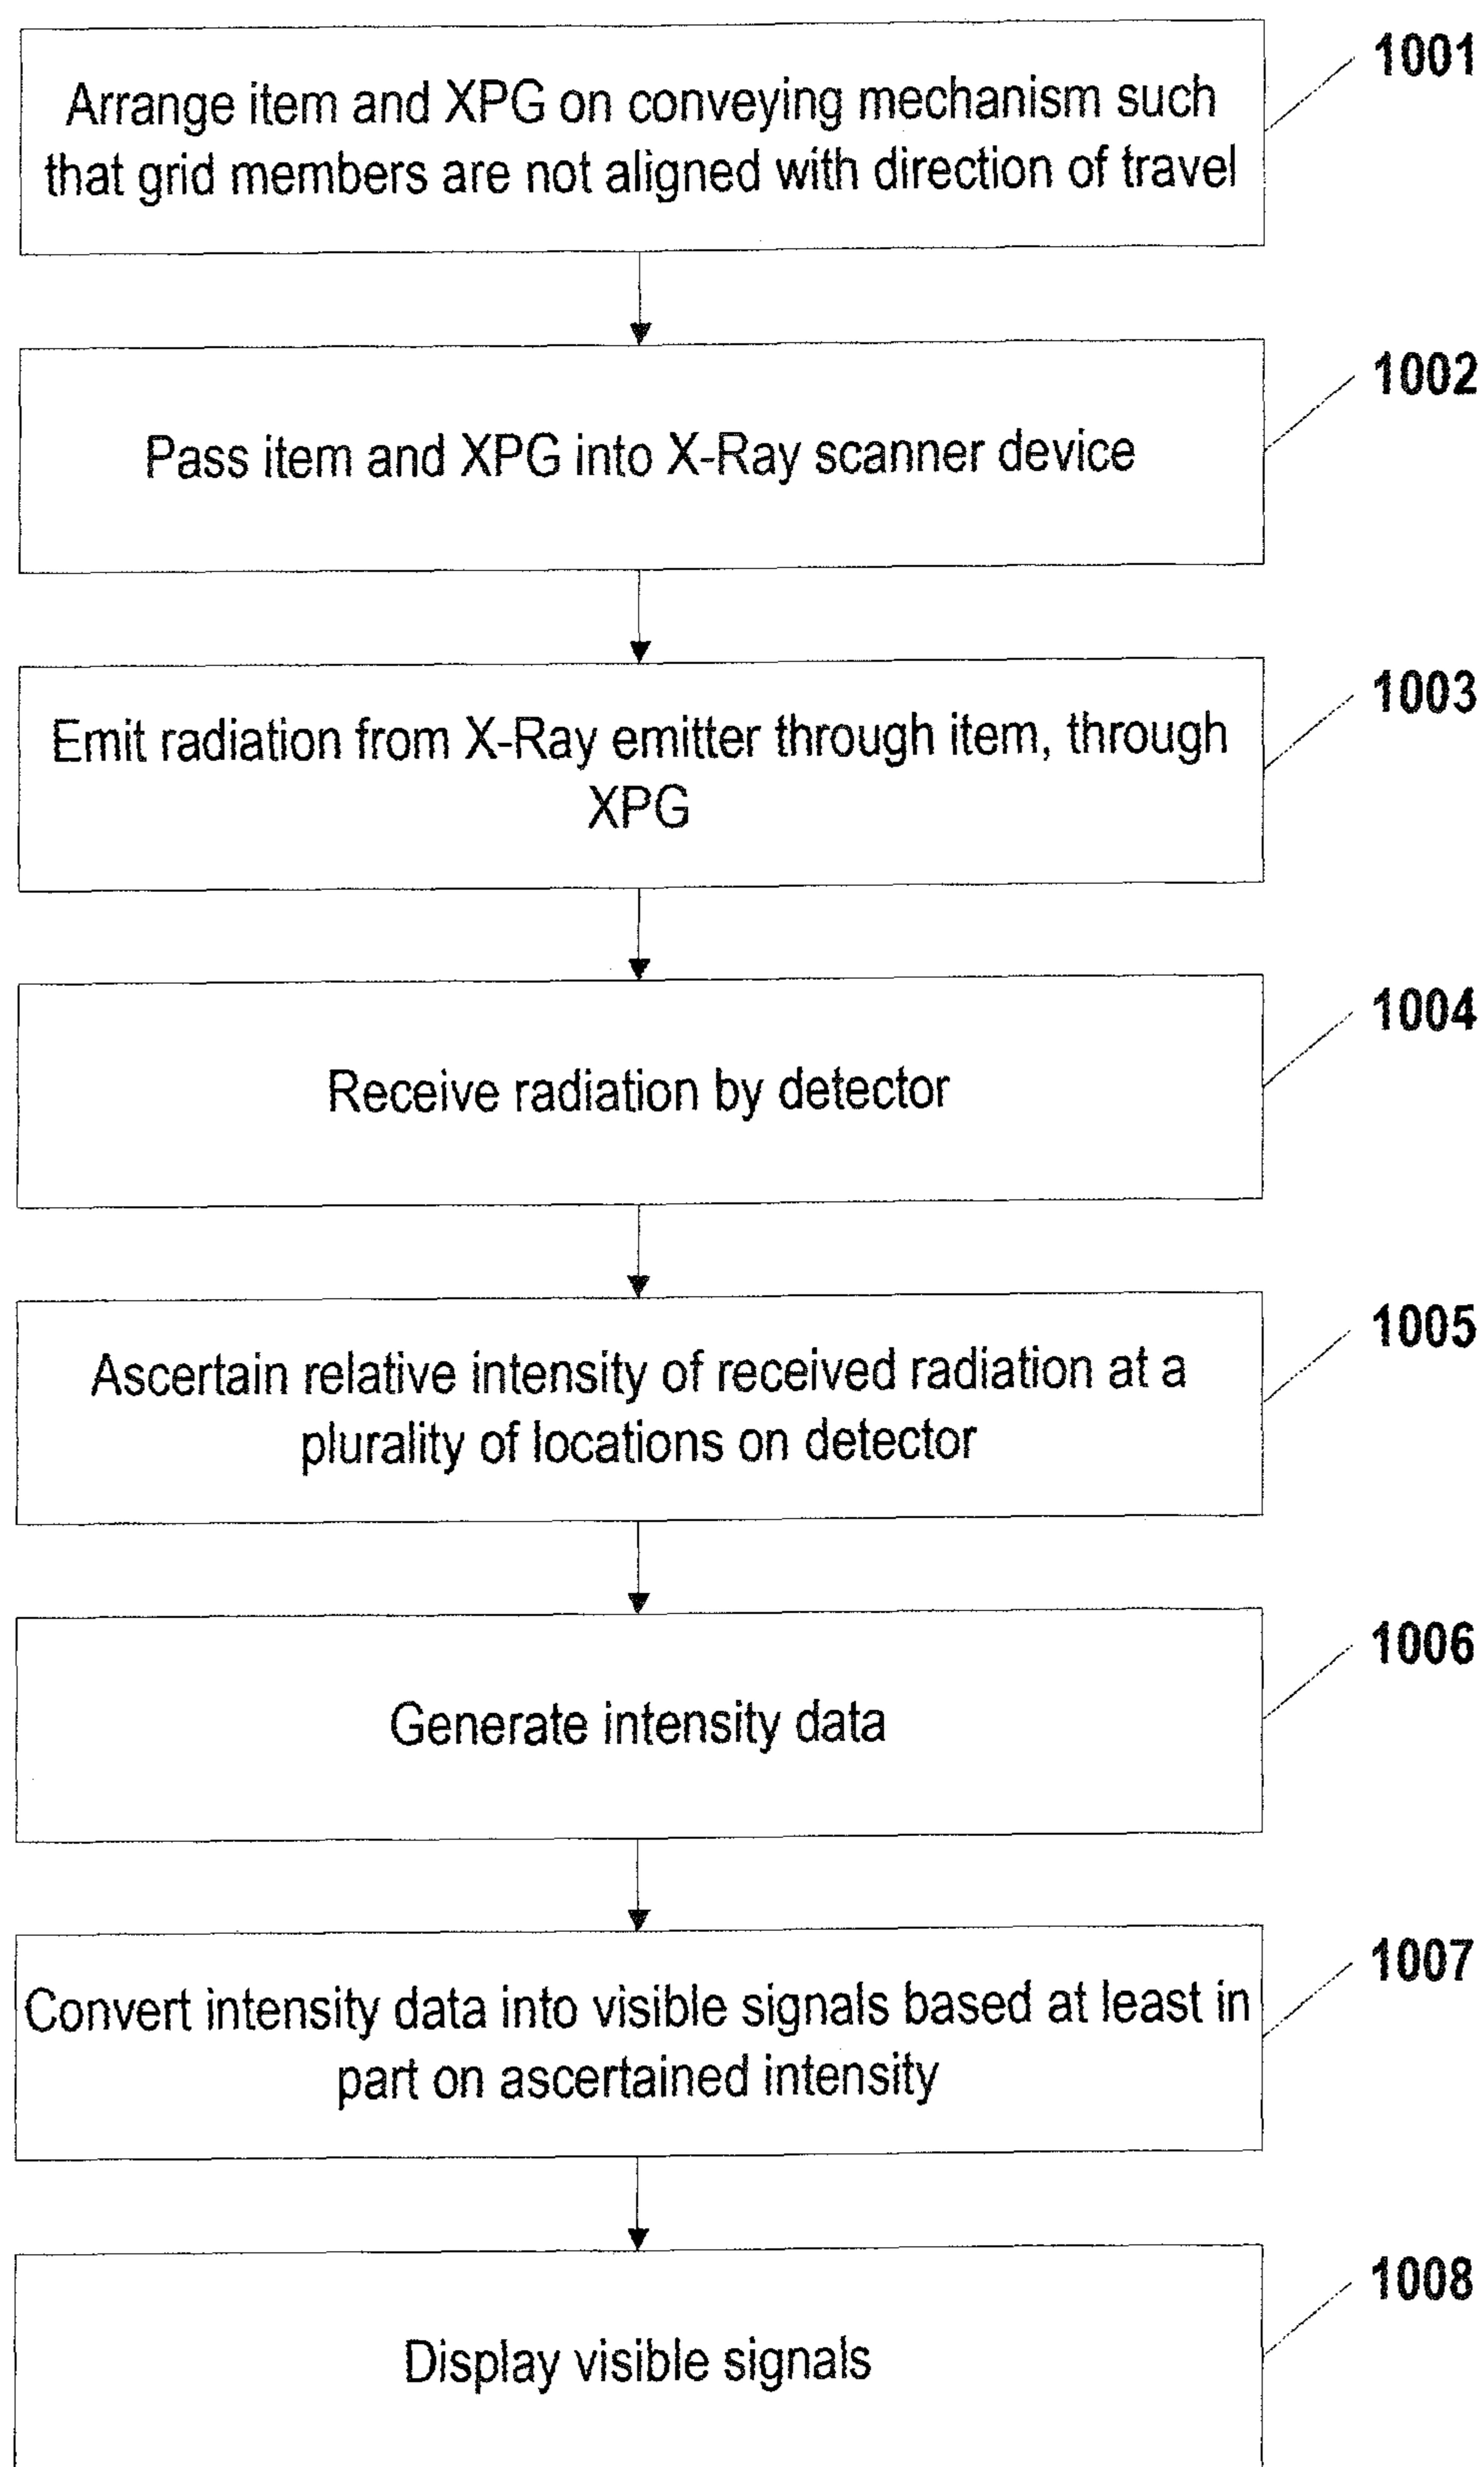 1001
Arrange item and XPG on conveying mechanism such
that grid members are not aligned with direction of travel
1002
Pass item and XPG into X-Ray scanner device
1003
Emit radiation from X-Ray emitter through item, through
XPG
1004
Receive radiation by detector
1005
Ascertain relative intensity of received radiation at a
plurality of locations on detector
1006
Generate intensity data
1007
Convert intensity data into visible signals based at least in
part on ascertained intensity
1008
Display visible signals